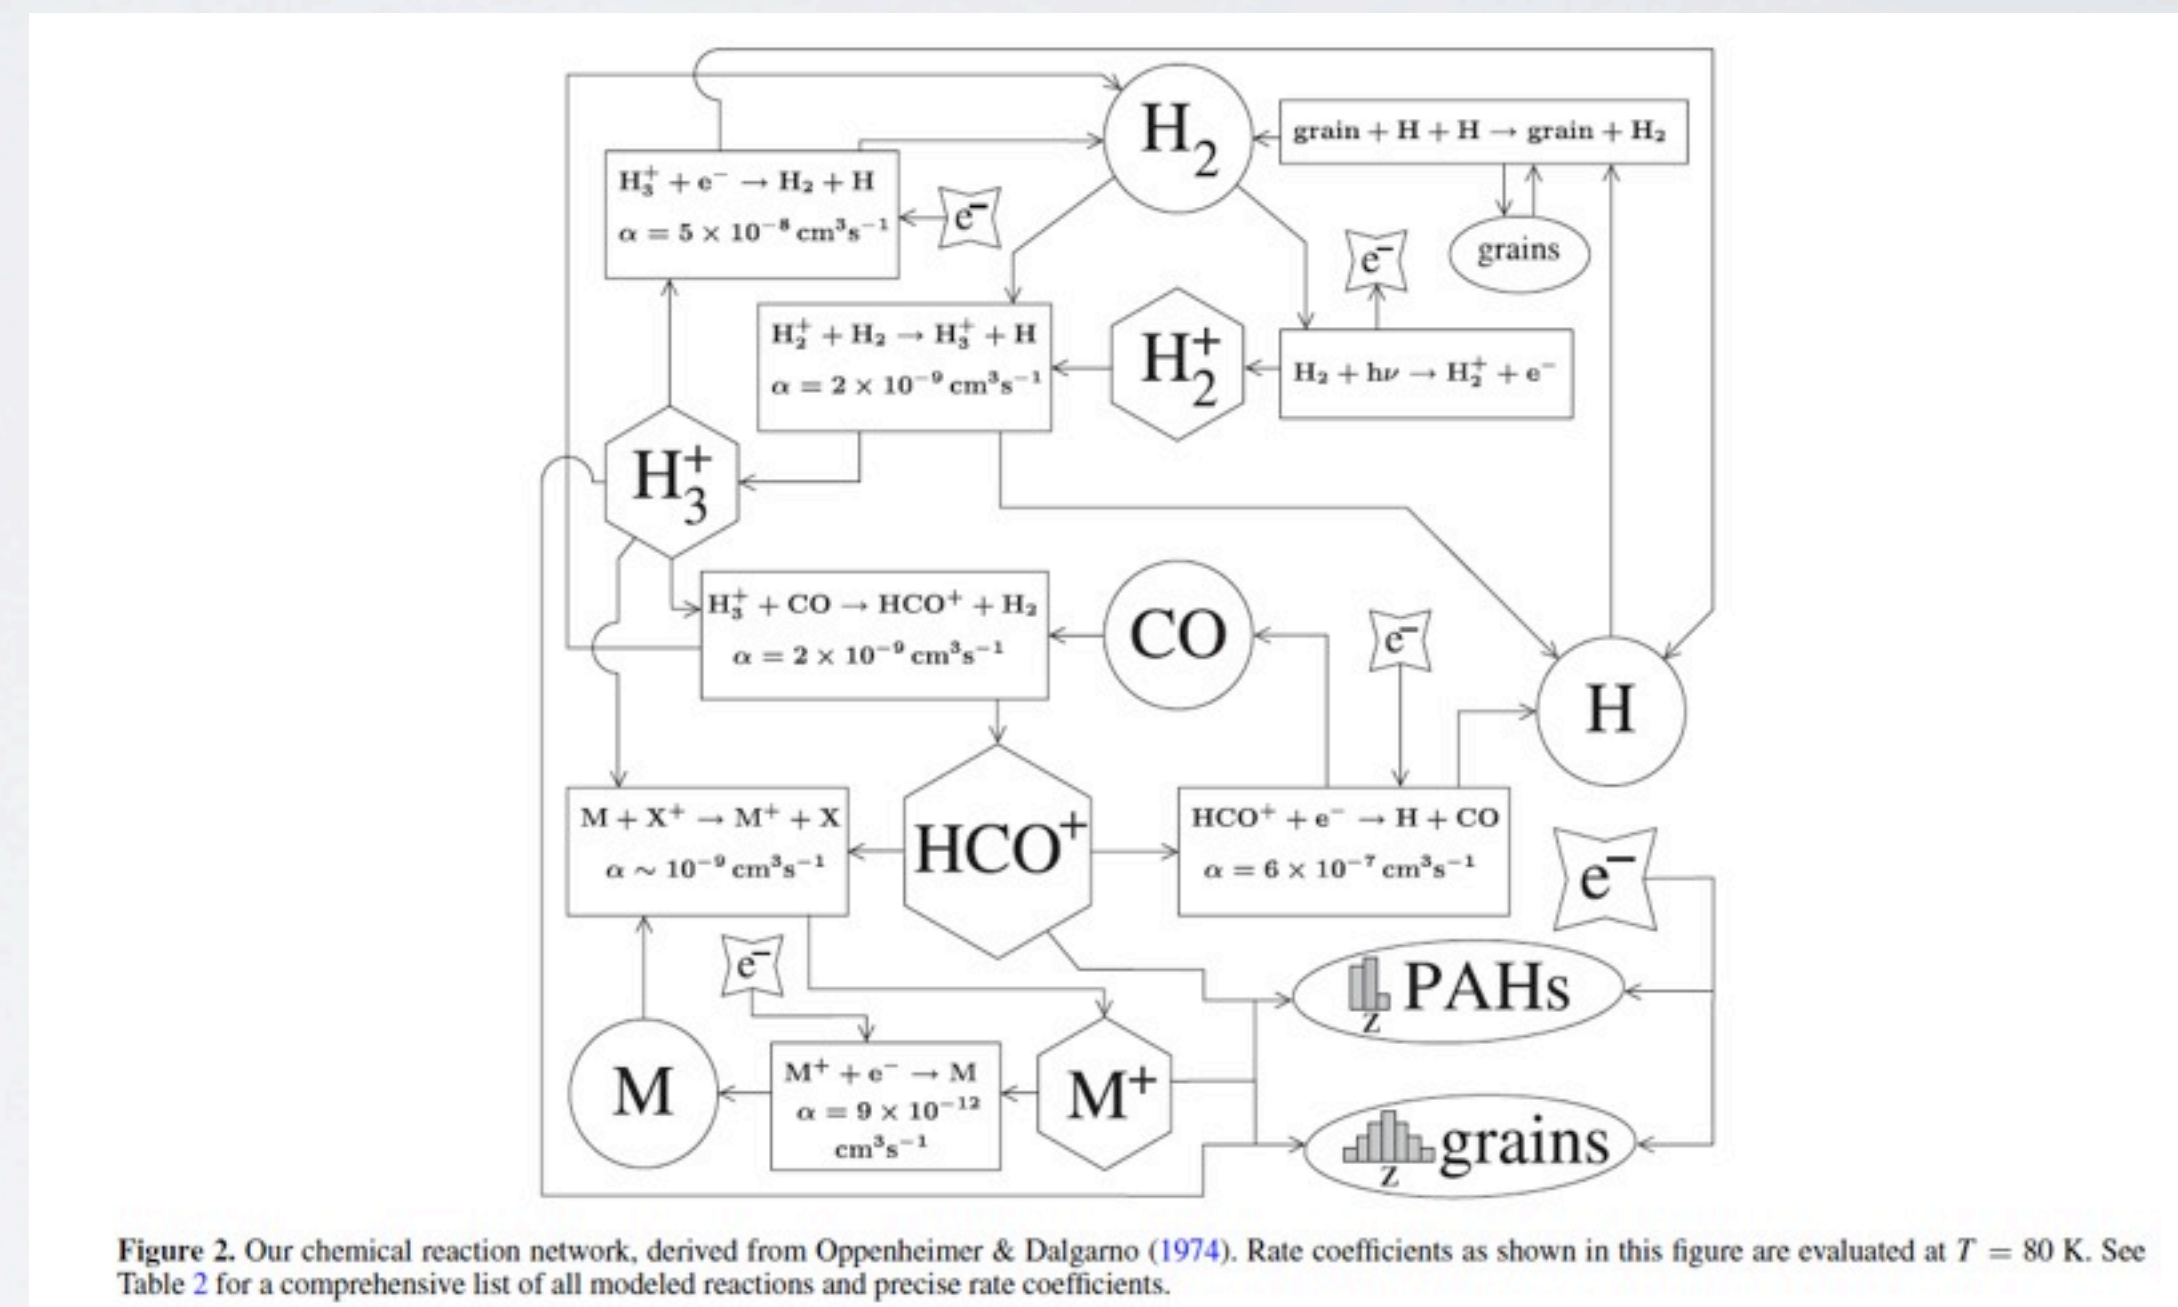 H₂
grain + H + H → grain + H₂
H₃⁺ + e⁻ → H₂ + H
α = 5 × 10⁻⁸ cm³s⁻¹
e⁻
e⁻
grains
H₂⁺ + H₂ → H₃⁺ + H
α = 2 × 10⁻⁹ cm³s⁻¹
H₂⁺
H₂ + hν → H₂⁺ + e⁻
H₃⁺
H₃⁺ + CO → HCO⁺ + H₂
α = 2 × 10⁻⁹ cm³s⁻¹
CO
e⁻
H
M + X⁺ → M⁺ + X
α ~ 10⁻⁹ cm³s⁻¹
HCO⁺
HCO⁺ + e⁻ → H + CO
α = 6 × 10⁻⁷ cm³s⁻¹
e⁻
e⁻
PAHs
Z
M
M⁺ + e⁻ → M
α = 9 × 10⁻¹²
cm³s⁻¹
M⁺
grains
Z
Figure 2. Our chemical reaction network, derived from Oppenheimer & Dalgarno (1974). Rate coefficients as shown in this figure are evaluated at T = 80 K. See
Table 2 for a comprehensive list of all modeled reactions and precise rate coefficients.